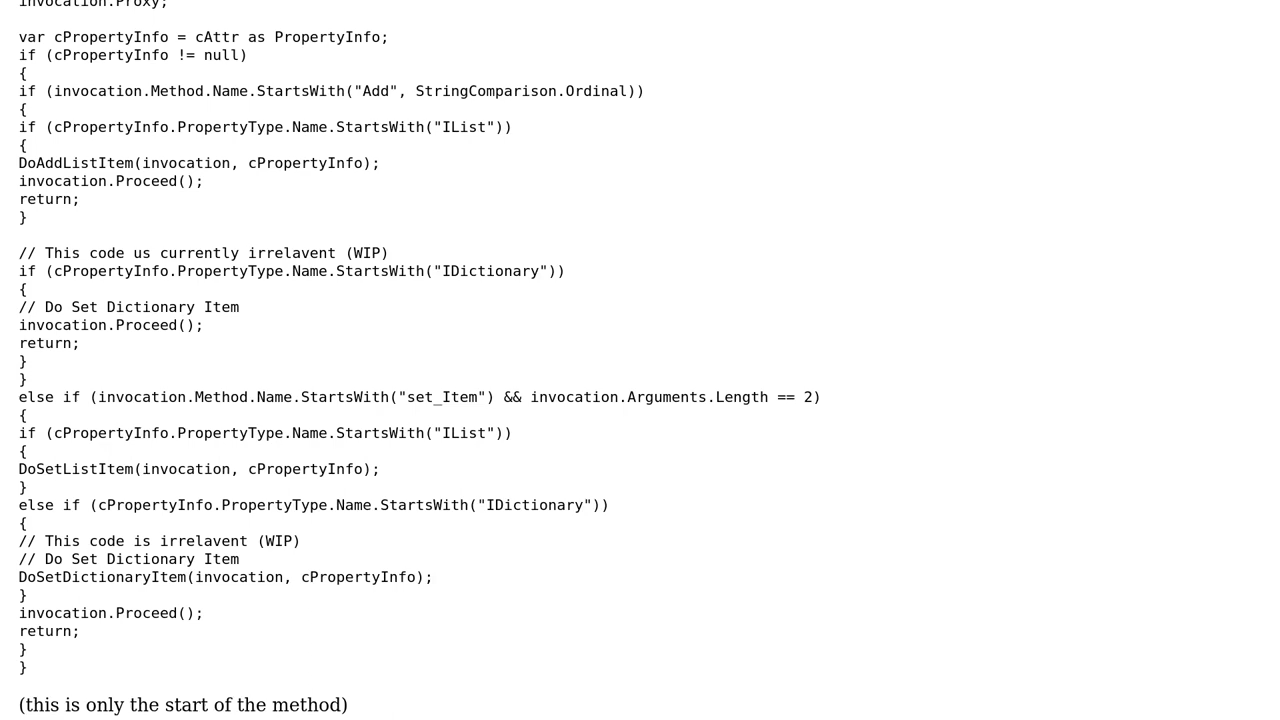 invocation.Proxy;
var cPropertyInfo = cAttr as PropertyInfo;
if (cPropertyInfo != null)
{
if (invocation.Method.Name.StartsWith("Add", StringComparison.Ordinal))
{
if (cPropertyInfo.PropertyType.Name.StartsWith("IList"))
{
DoAddListItem(invocation, cPropertyInfo);
invocation.Proceed();
return;
}
// This code us currently irrelavent (WIP)
if (cPropertyInfo.PropertyType.Name.StartsWith("IDictionary"))
{
// Do Set Dictionary Item
invocation.Proceed();
return;
}
}
else if (invocation.Method.Name.StartsWith("set_Item") && invocation.Arguments.Length == 2)
{
if (cPropertyInfo.PropertyType.Name.StartsWith("IList"))
{
DoSetListItem(invocation, cPropertyInfo);
}
else if (cPropertyInfo.PropertyType.Name.StartsWith("IDictionary"))
{
// This code is irrelavent (WIP)
// Do Set Dictionary Item
DoSetDictionaryItem(invocation, cPropertyInfo);
}
invocation.Proceed();
return;
}
}
(this is only the start of the method)